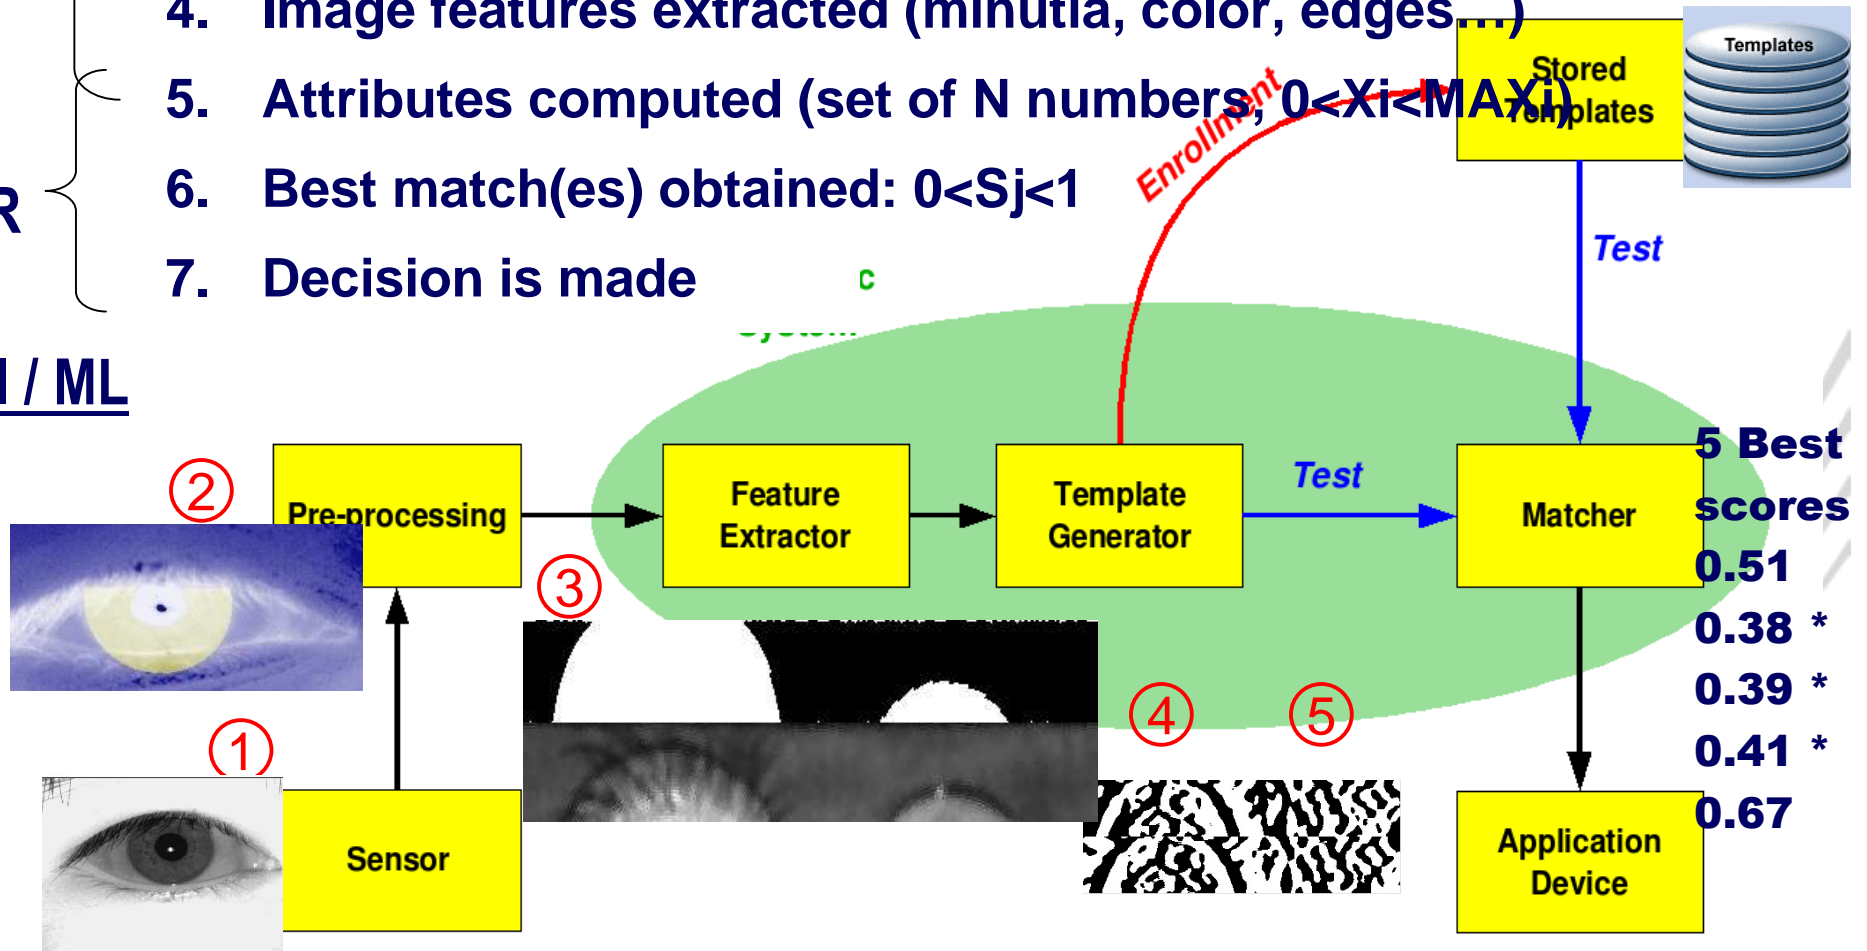 4. Image features extracted (minutia, color, edges…)
5. Attributes computed (set of N numbers, 0<Xi<MAXi)
6. Best match(es) obtained: 0<Sj<1
7. Decision is made
R
/ ML
c
System
Enrollment
Stored
Templates
Templates
Test
②
Pre-processing
Feature
Extractor
Template
Generator
Test
Matcher
5 Best
scores
0.51
0.38 *
0.39 *
0.41 *
0.67
③
①
④
⑤
Sensor
Application
Device